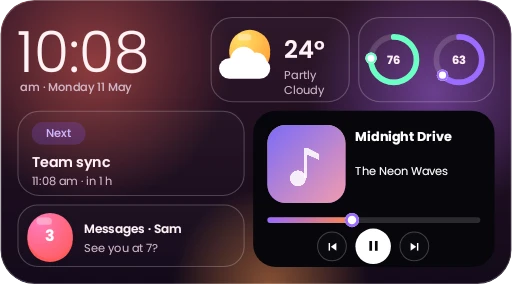 10:08
am · Monday 11 May
24°
Partly
Cloudy
76
63
Next
Team sync
11:08 am · in 1 h
3
Messages · Sam
See you at 7?
Midnight Drive
The Neon Waves